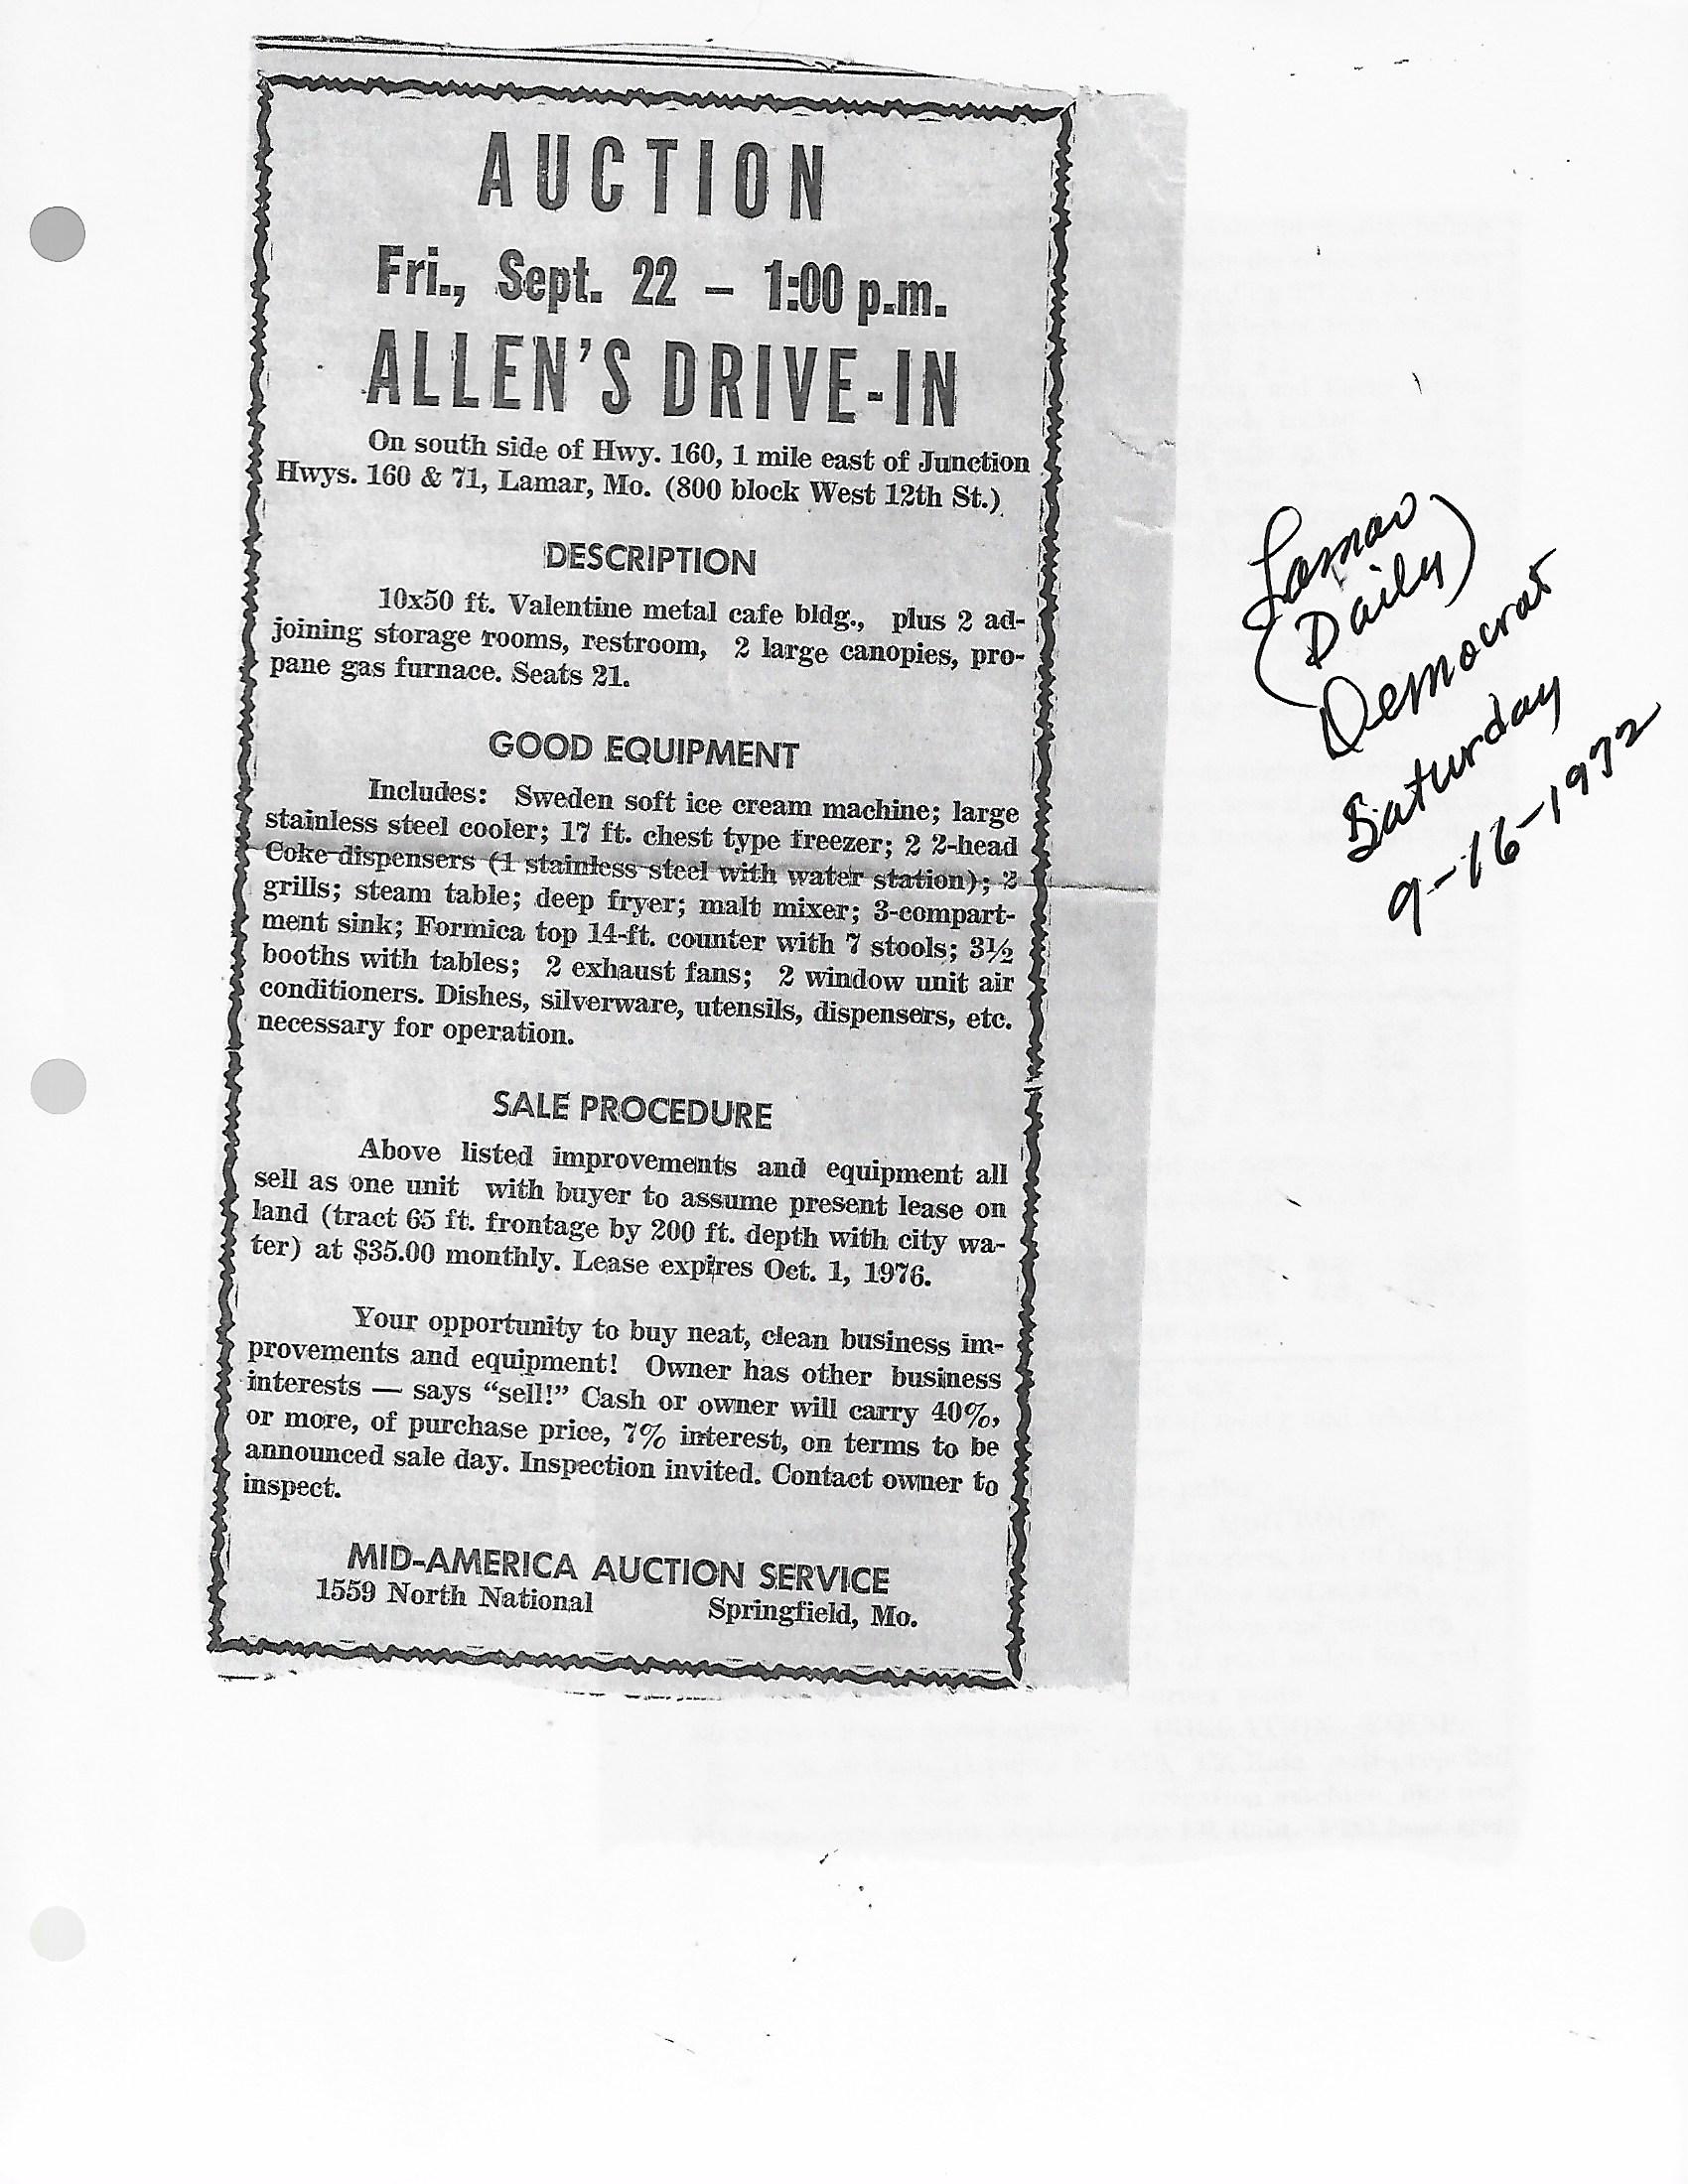 AUCTION
Fri., Sept. 22 – 1:00 p.m.
ALLEN'S DRIVE-IN
On south side of Hwy. 160, 1 mile east of Junction
Hwys. 160 & 71, Lamar, Mo. (800 block West 12th St.)
DESCRIPTION
10x50 ft. Valentine metal cafe bldg., plus 2 ad-
joining storage rooms, restroom, 2 large canopies, pro-
pane gas furnace. Seats 21.
GOOD EQUIPMENT
Includes: Sweden soft ice cream machine; large
stainless steel cooler; 17 ft. chest type freezer; 2 2-head
Coke dispensers (1 stainless steel with water station); 2
grills; steam table; deep fryer; malt mixer; 3-compart-
ment sink; Formica top 14-ft. counter with 7 stools; 3½
booths with tables; 2 exhaust fans; 2 window unit air
conditioners. Dishes, silverware, utensils, dispensers, etc.
necessary for operation.
SALE PROCEDURE
Above listed improvements and equipment all
sell as one unit with buyer to assume present lease on
land (tract 65 ft. frontage by 200 ft. depth with city wa-
ter) at $35.00 monthly. Lease expires Oct. 1, 1976.
Your opportunity to buy neat, clean business im-
provements and equipment! Owner has other business
interests — says “sell!” Cash or owner will carry 40%,
or more, of purchase price, 7% interest, on terms to be
announced sale day. Inspection invited. Contact owner to
inspect.
MID-AMERICA AUCTION SERVICE
1559 North National Springfield, Mo.
Lamar
(Daily)
Democrat
Saturday
9-16-1972